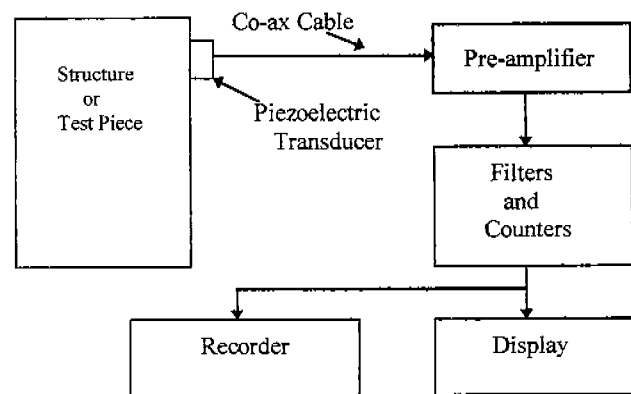 Co-ax Cable
Structure
or
Test Piece
Piezoelectric
Transducer
Pre-amplifier
Filters
and
Counters
Recorder
Display